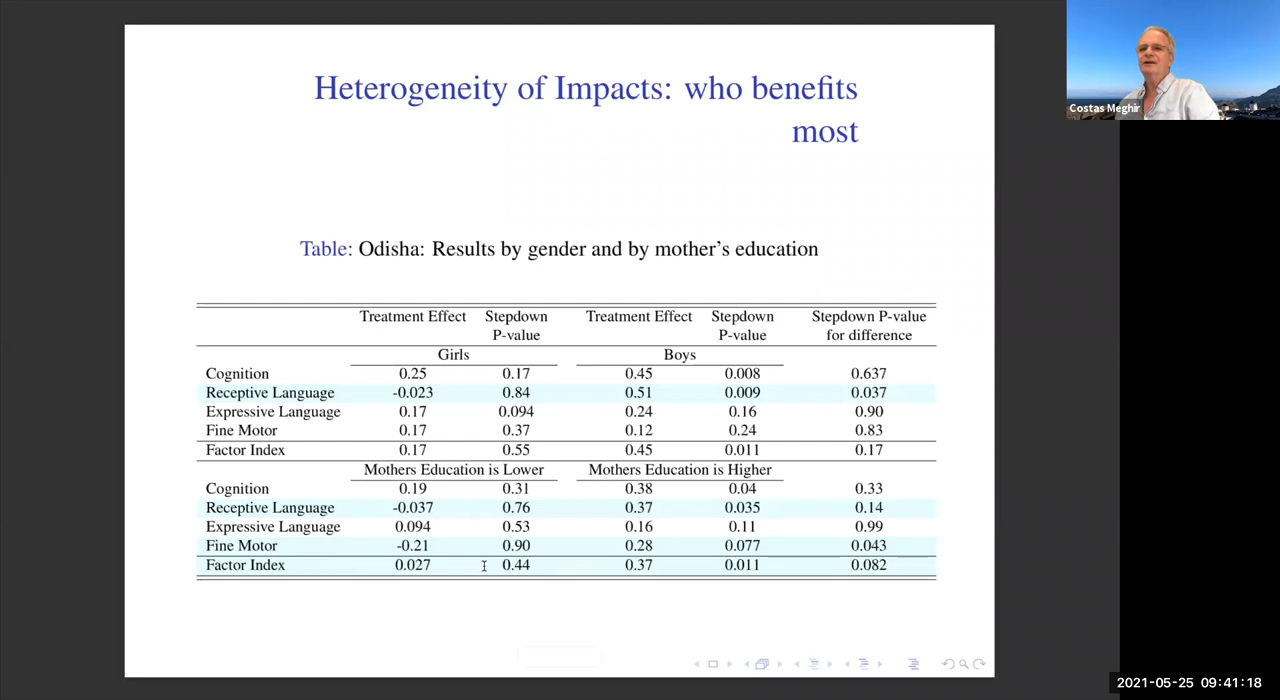 Heterogeneity of Impacts: who benefits
most
Costas Meghir
Table: Odisha: Results by gender and by mother's education
Treatment Effect Stepdown Treatment Effect Stepdown Stepdown P-value
P-value P-value for difference
Girls Boys
Cognition 0.25 0.17 0.45 0.008 0.637
Receptive Language -0.023 0.84 0.51 0.009 0.037
Expressive Language 0.17 0.094 0.24 0.16 0.90
Fine Motor 0.17 0.37 0.12 0.24 0.83
Factor Index 0.17 0.55 0.45 0.011 0.17
Mothers Education is Lower Mothers Education is Higher
Cognition 0.19 0.31 0.38 0.04 0.33
Receptive Language -0.037 0.76 0.37 0.035 0.14
Expressive Language 0.094 0.53 0.16 0.11 0.99
Fine Motor -0.21 0.90 0.28 0.077 0.043
Factor Index 0.027 0.44 0.37 0.011 0.082
2021-05-25 09:41:18